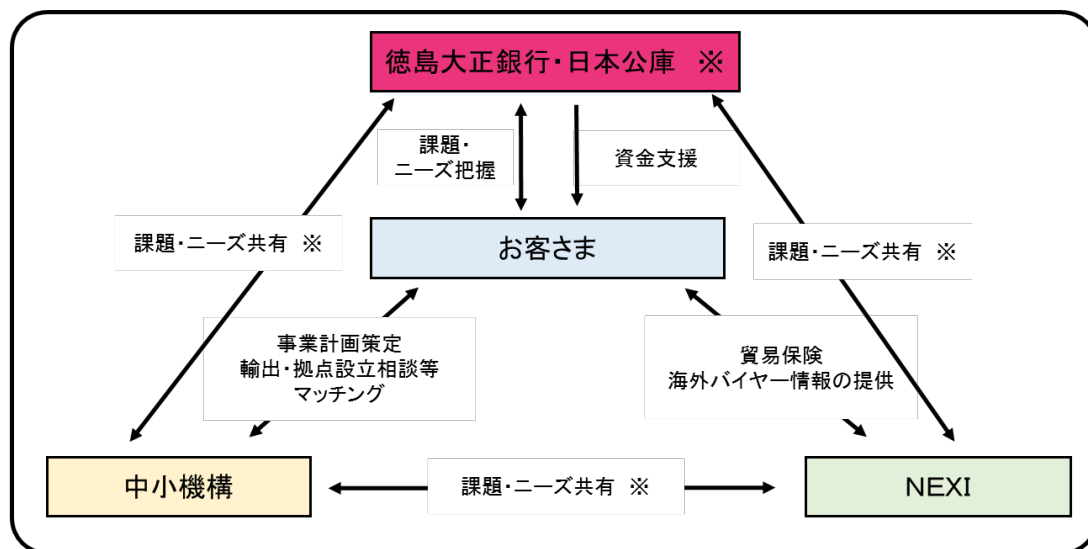 徳島大正銀行・日本公庫　※
課題・
ニーズ把握
資金支援
課題・ニーズ共有　※
お客さま
課題・ニーズ共有　※
事業計画策定
輸出・拠点設立相談等
マッチング
貿易保険
海外バイヤー情報の提供
中小機構
課題・ニーズ共有　※
NEXI